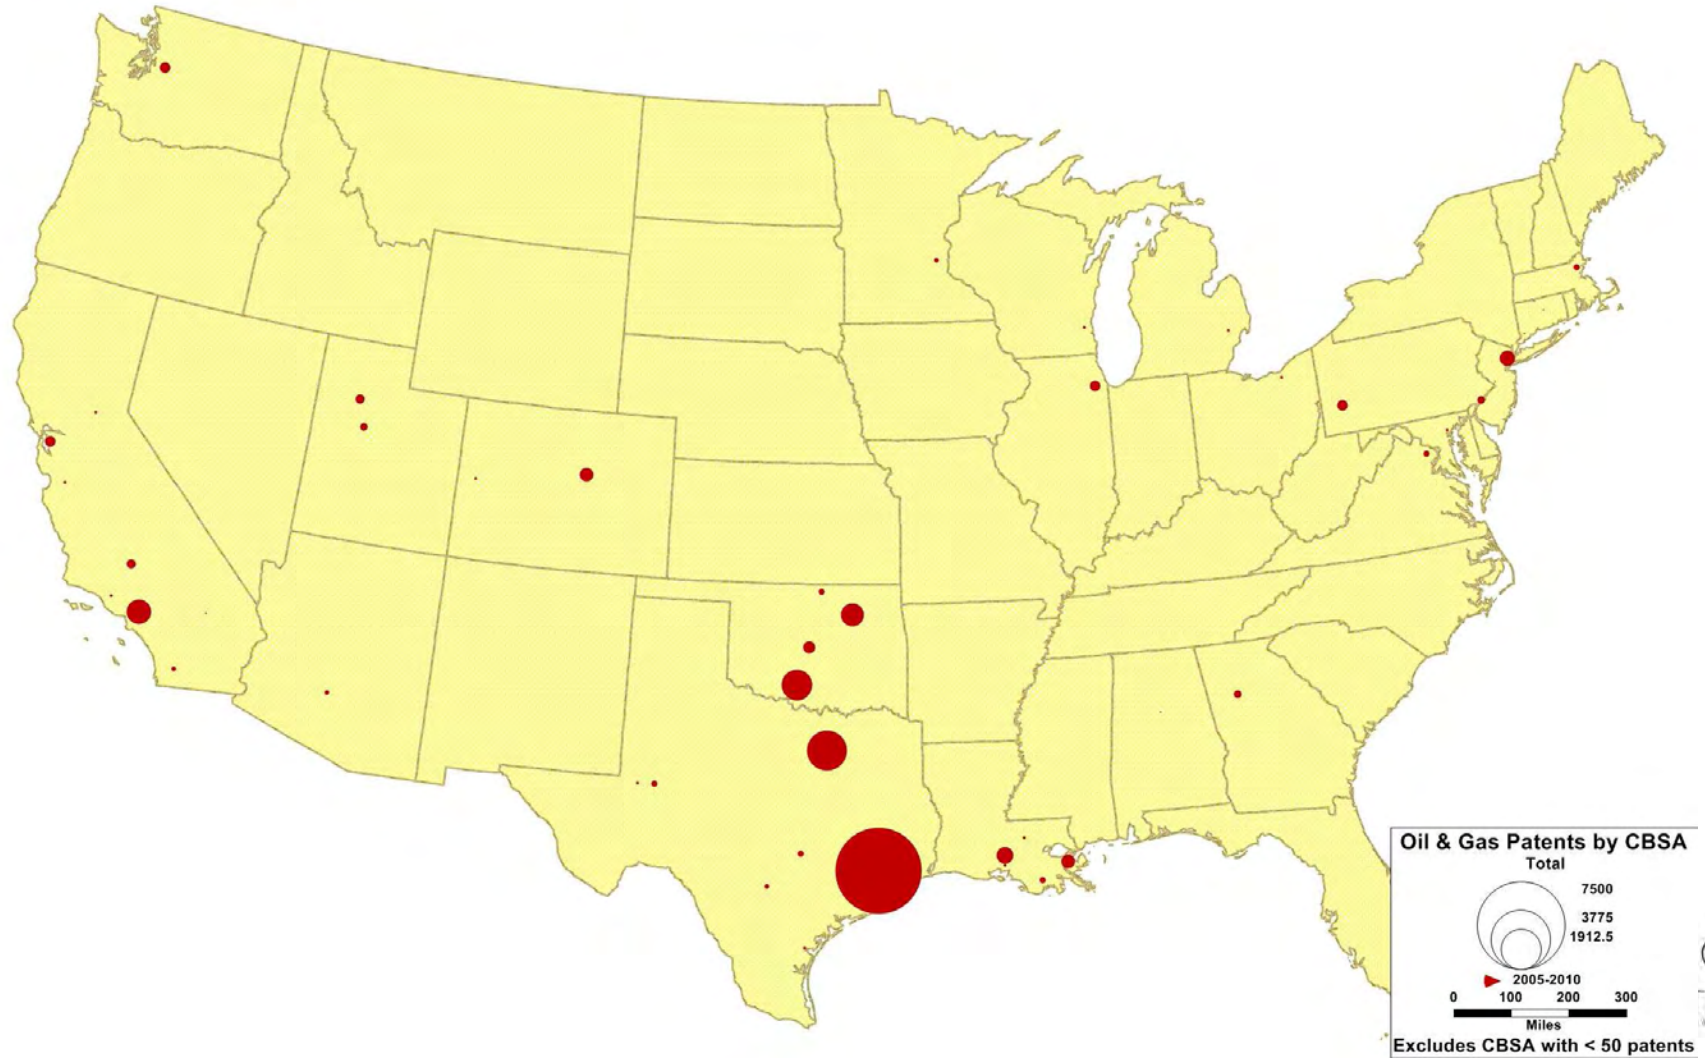 Oil & Gas Patents by CBSA
Total
7500
3775
1912.5
2005-2010
0 100 200 300
Miles
Excludes CBSA with < 50 patents